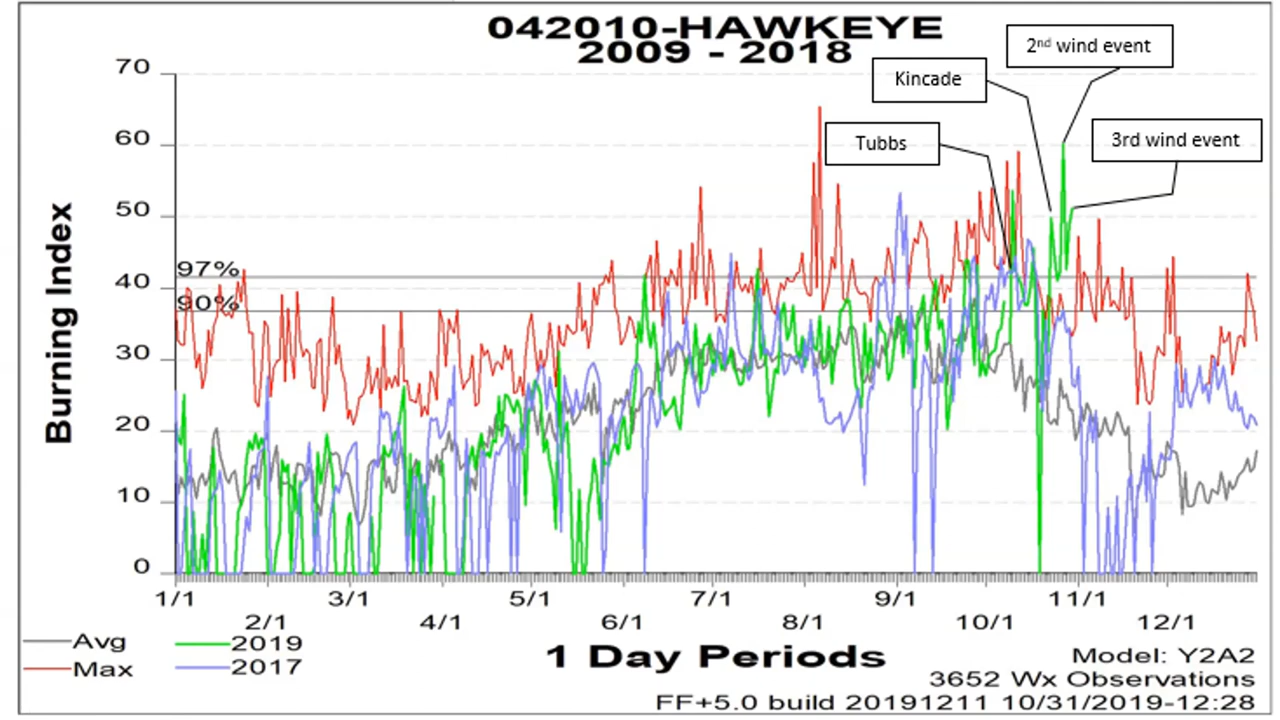 042010-HAWKEYE
2009 - 2018
2nd wind event
Kincade
Tubbs
3rd wind event
Burning Index
70
60
50
40
30
20
10
0
97%
90%
1/1
2/1
3/1
4/1
5/1
6/1
7/1
8/1
9/1
10/1
11/1
12/1
Avg
2019
Max
2017
1 Day Periods
Model: Y2A2
3652 Wx Observations
FF+5.0 build 20191211 10/31/2019-12:28